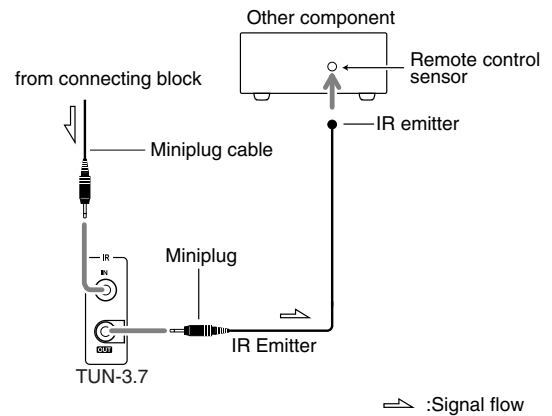 Other component
Remote control
sensor
from connecting block
IR emitter
Miniplug cable
IR
IN
Miniplug
OUT
IR Emitter
TUN-3.7
:Signal flow